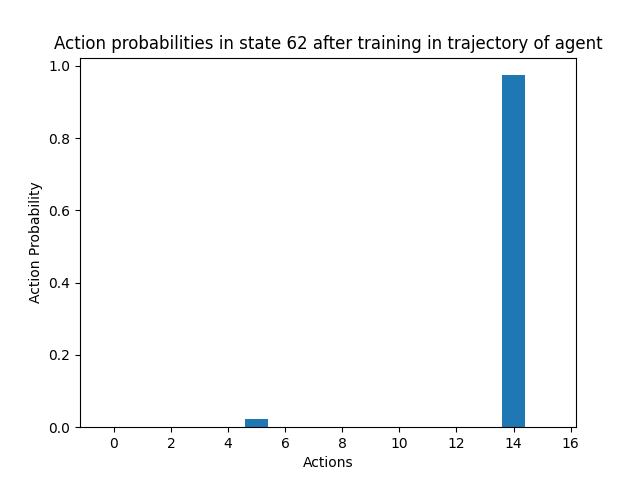 Action probabilities in state 62 after training in trajectory of agent
1.0
0.8
0.6
0.4
0.2
0.0
Action Probability
0 2 4 6 8 10 12 14 16
Actions